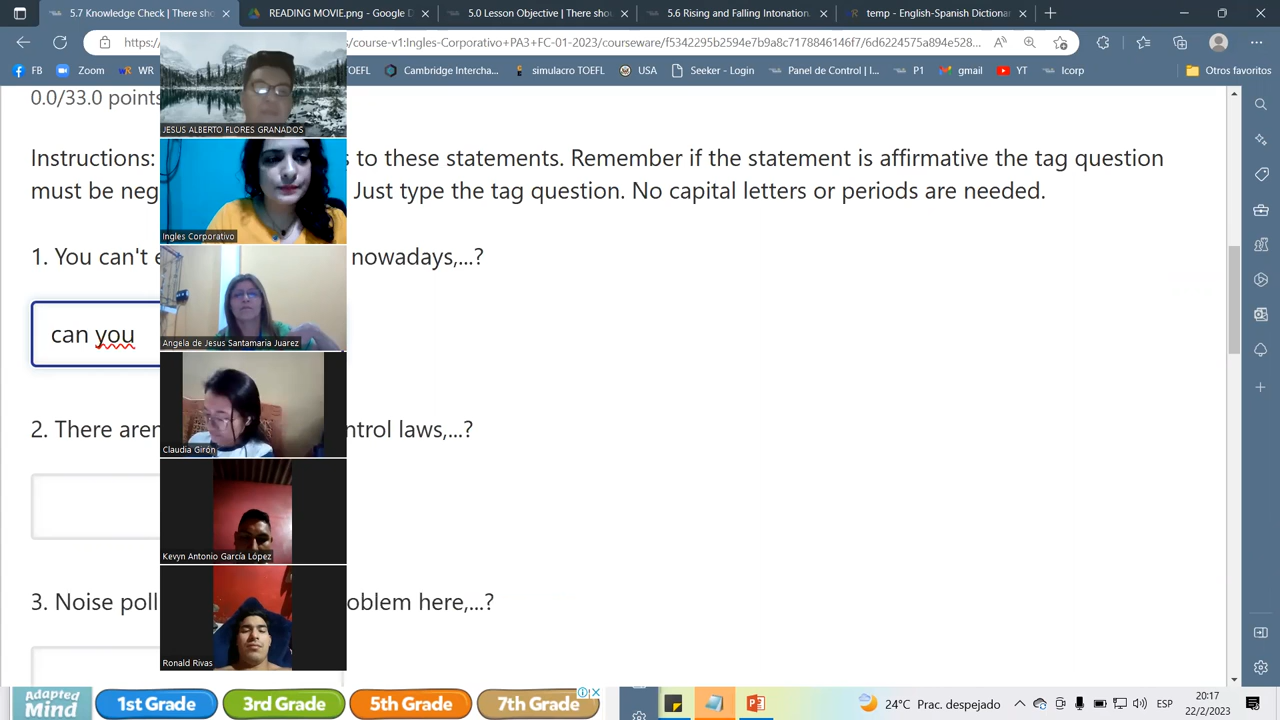 READING MOVIE.png - Google D
5.0 Lesson Objective | There shou
5.6 Rising and Falling Intonation
temp - English-Spanish Dictionar
5.7 Lesson Objective | There shou
https://
s/course-v1:Ingles-Corporativo+PA3+FC-01-2023/courseware/f5342295b2594e7b9a8c7178846146f7/6d6224575a894e528...
FB
Zoom
WR
TOEFL
Cambridge Intercha...
simulacro TOEFL
USA
Seeker - Login
Panel de Control | I...
P1
gmail
YT
Icorp
Otros favoritos
0.0/33.0 points
JESUS ALBERTO FLORES GRANADOS
Instructions:
s to these statements. Remember if the statement is affirmative the tag question
must be neg
Just type the tag question. No capital letters or periods are needed.
Ingles Corporativo
1. You can't e
nowadays,...?
can you
Angela de Jesus Santamaria Juarez
2. There aren
ntrol laws,...?
Claudia Girón
Kevyn Antonio García López
3. Noise poll
oblem here,...?
Ronald Rivas
Adapted Mind
1st Grade
3rd Grade
5th Grade
7th Grade
24°C Prac. despejado
ESP
20:17
22/2/2023